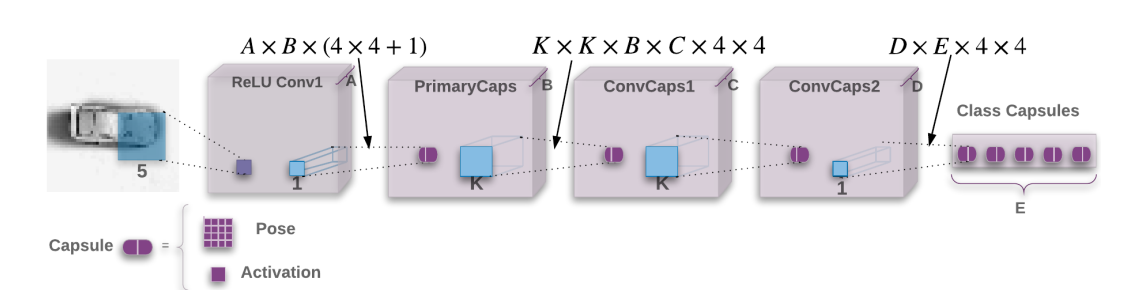 A × B × (4 × 4 + 1)
K × K × B × C × 4 × 4
D × E × 4 × 4
ReLU Conv1
A
PrimaryCaps
B
ConvCaps1
C
ConvCaps2
D
Class Capsules
5
1
K
K
1
E
Capsule
=
Pose
Activation